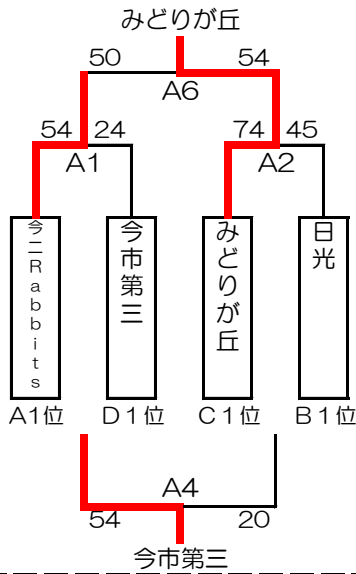 みどりが丘
50 54
A6
54 24 74 45
A1 A2
今二Rabbits
今市第三
みどりが丘
日光
A1位 D1位 C1位 B1位
A4
54 20
今市第三